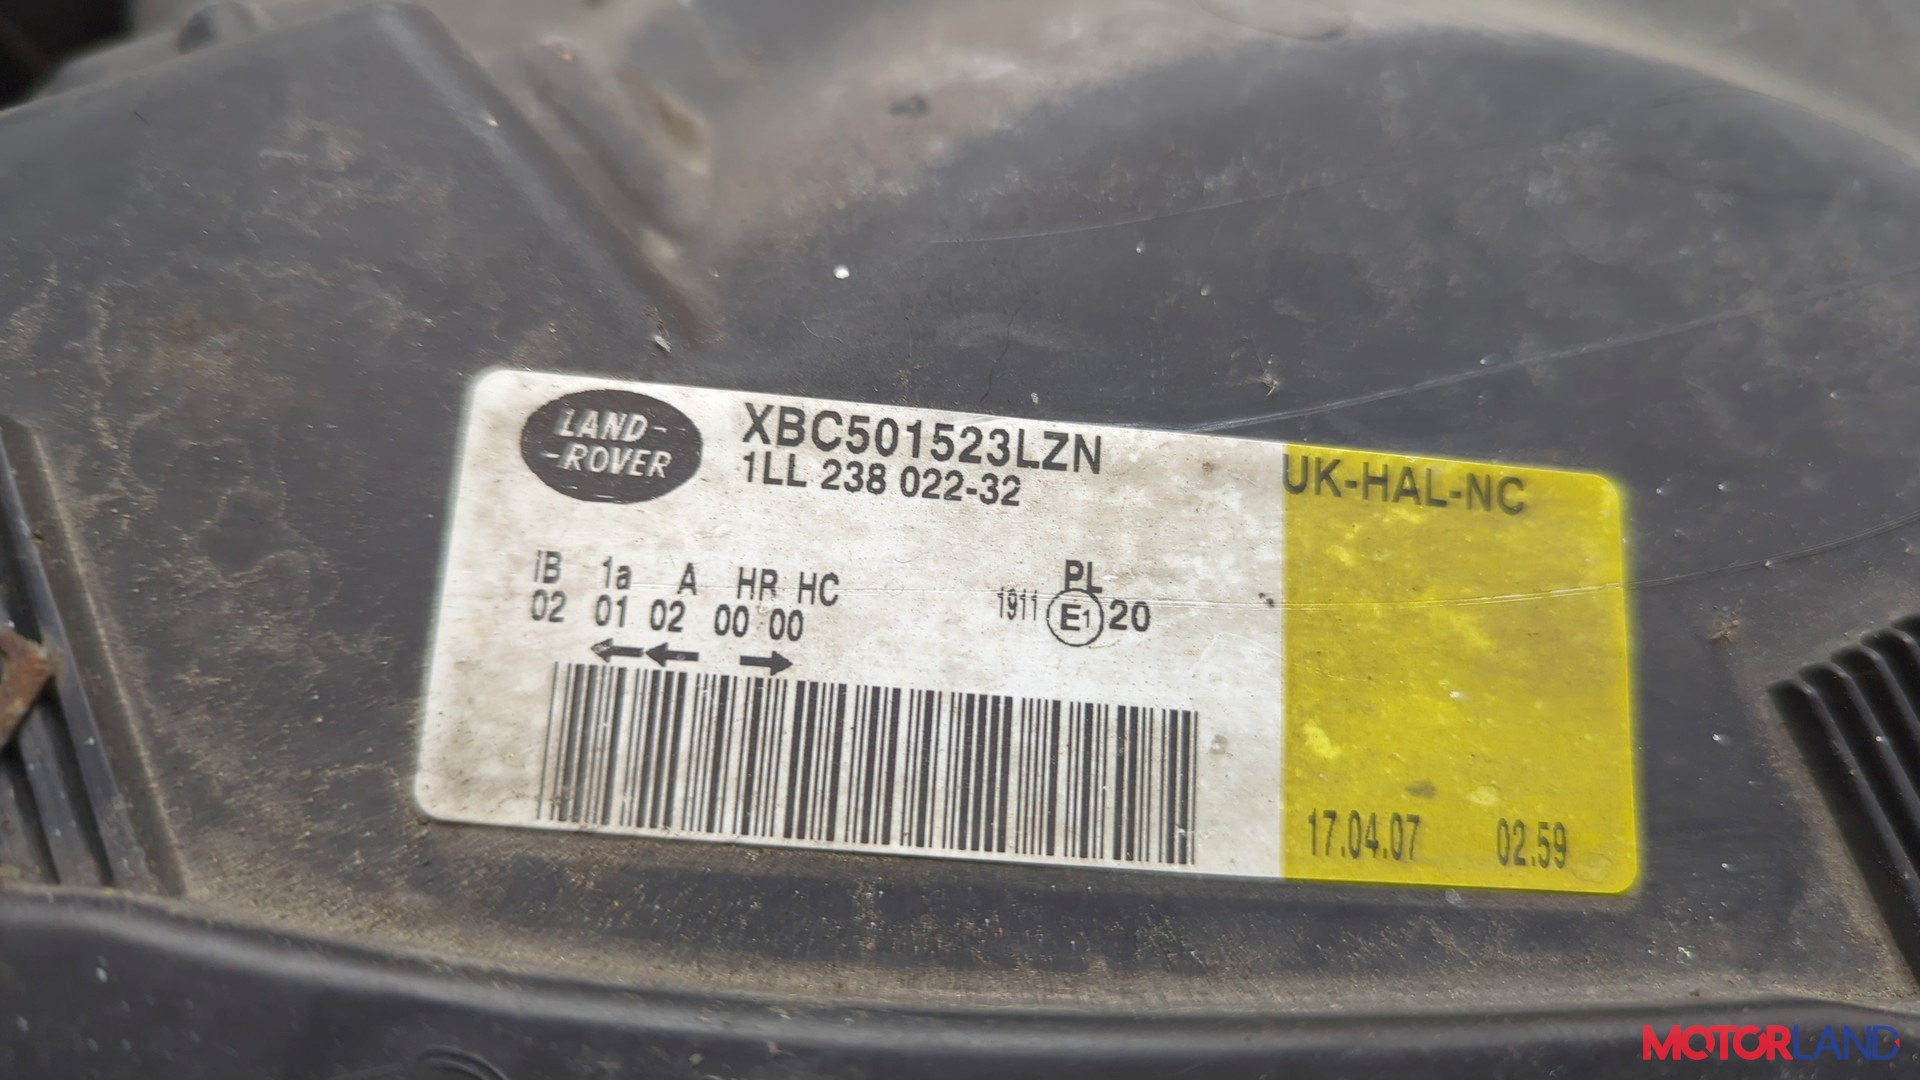 LAND-
-ROVER
XBC501523LZN
1LL 238 022-32
UK-HAL-NC
iB 1a A HR HC
02 01 02 00 00
PL
1911 E1 20
17.04.07 02.59
MOTORLAND